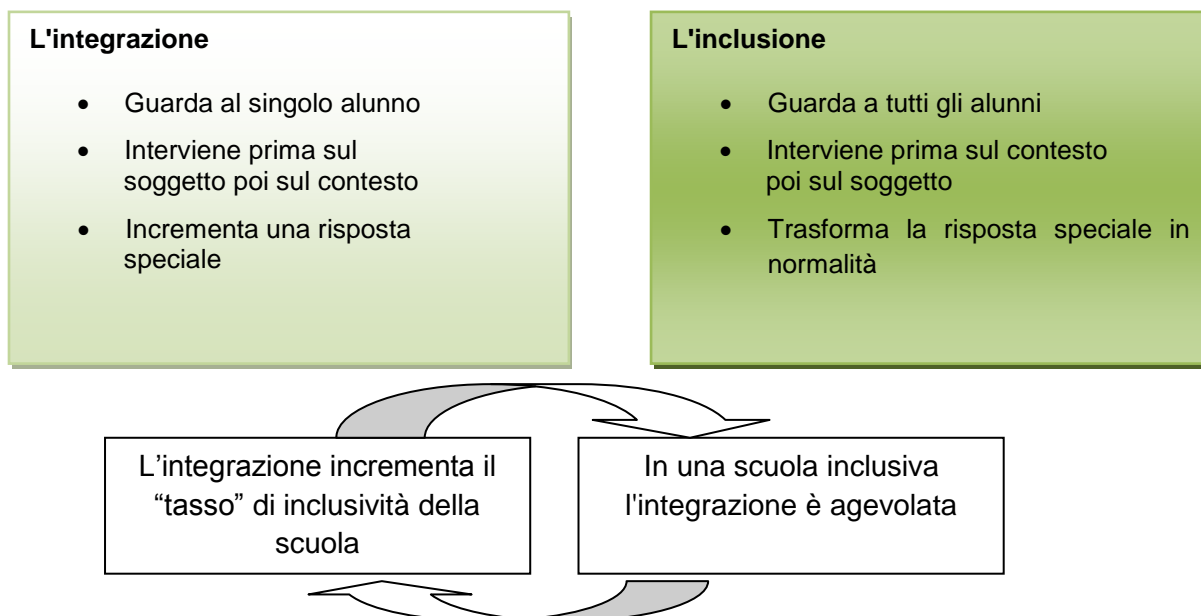 L'integrazione
• Guarda al singolo alunno
• Interviene prima sul
soggetto poi sul contesto
• Incrementa una risposta
speciale
L'inclusione
• Guarda a tutti gli alunni
• Interviene prima sul contesto
poi sul soggetto
• Trasforma la risposta speciale in
normalità
L’integrazione incrementa il
“tasso” di inclusività della
scuola
In una scuola inclusiva
l'integrazione è agevolata